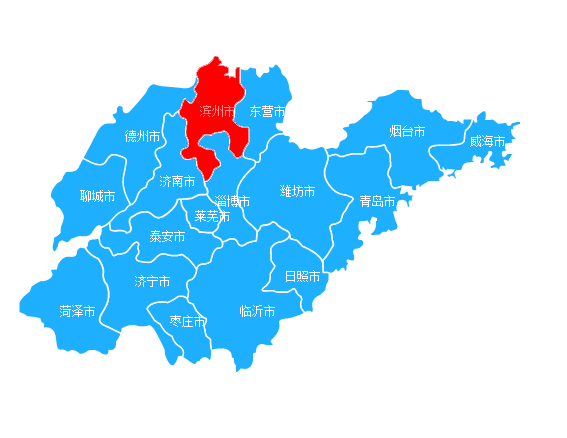 滨州市
东营市
德州市
烟台市
威海市
济南市
聊城市
淄博市
潍坊市
青岛市
莱芜市
泰安市
日照市
济宁市
菏泽市
枣庄市
临沂市